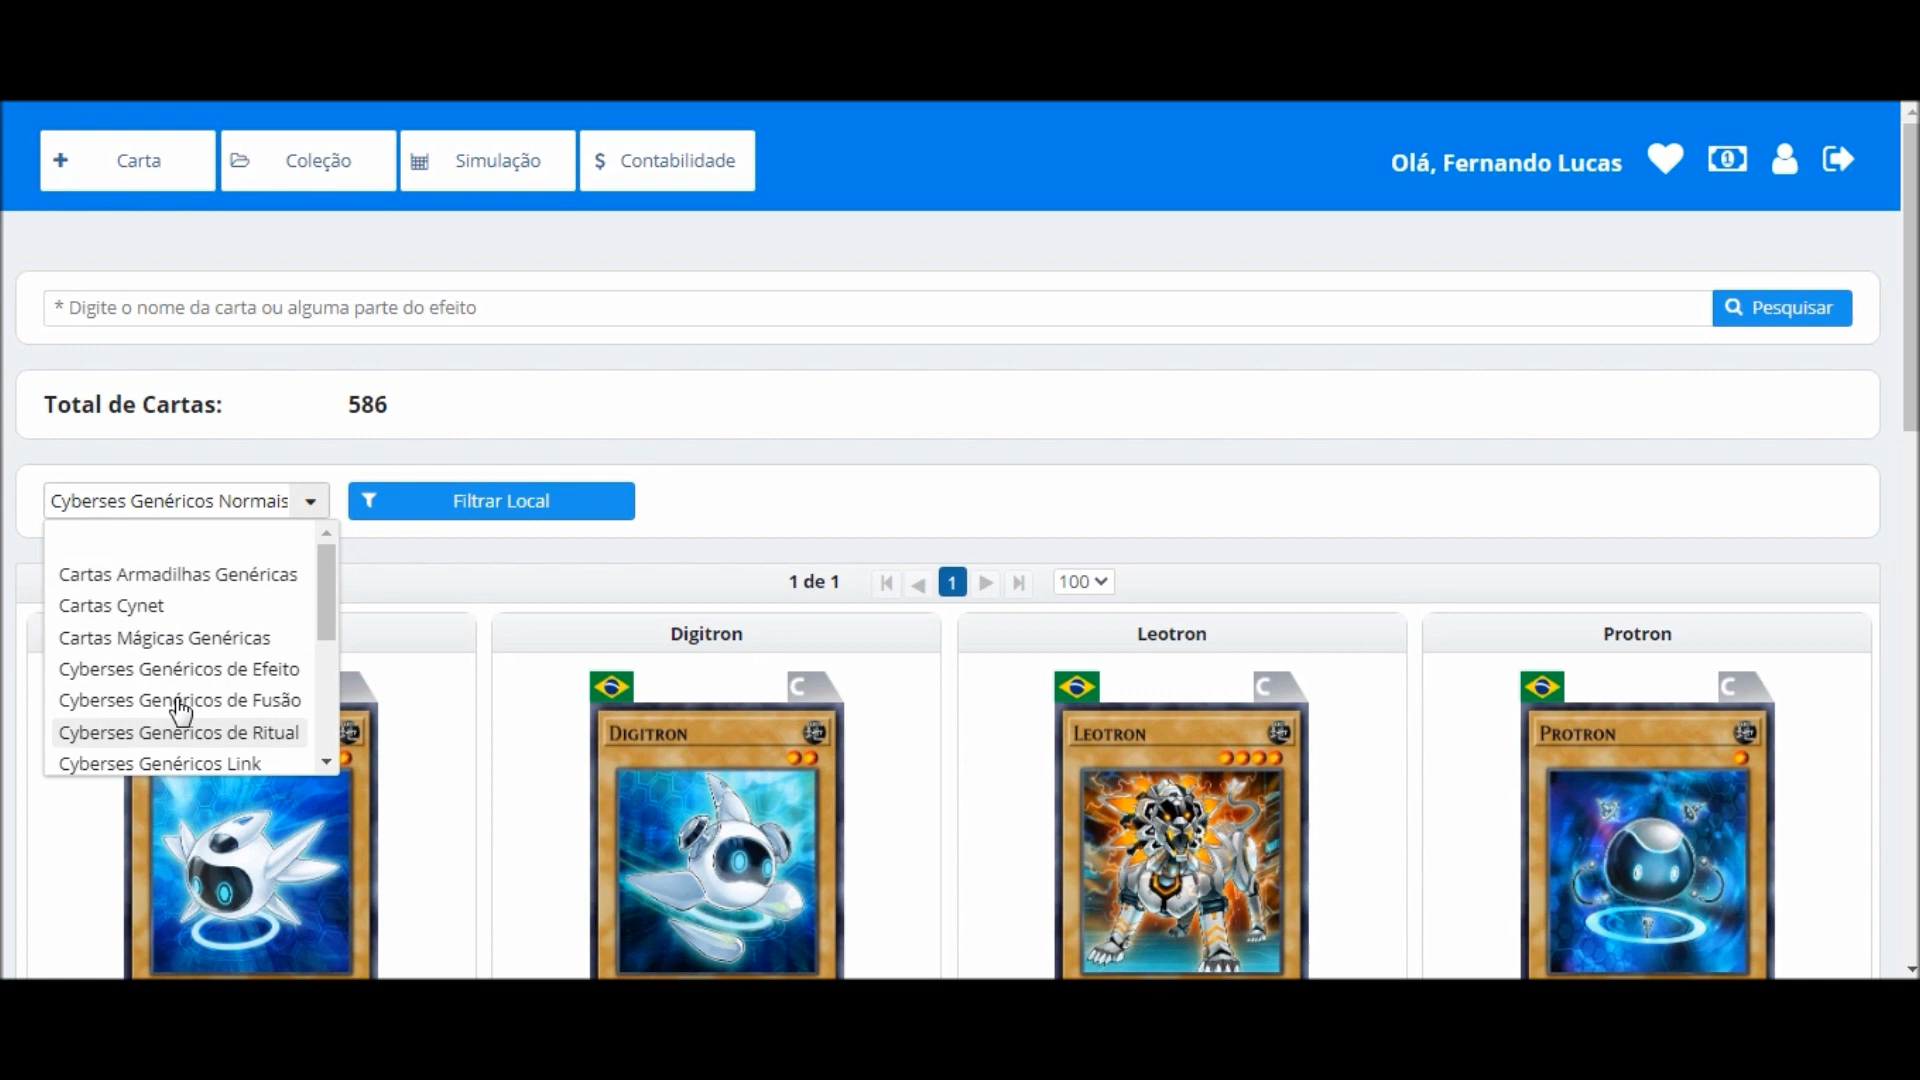 Carta
Coleção
Simulação
$ Contabilidade
Olá, Fernando Lucas
* Digite o nome da carta ou alguma parte do efeito
Pesquisar
Total de Cartas: 586
Cyberses Genéricos Normais
Filtrar Local
Cartas Armadilhas Genéricas
Cartas Cynet
Cartas Mágicas Genéricas
Cyberses Genéricos de Efeito
Cyberses Genéricos de Fusão
Cyberses Genéricos de Ritual
Cyberses Genéricos Link
1 de 1
1
100
Digitron
Leotron
Protron
C
C
C
DIGITRON
LEOTRON
PROTRON